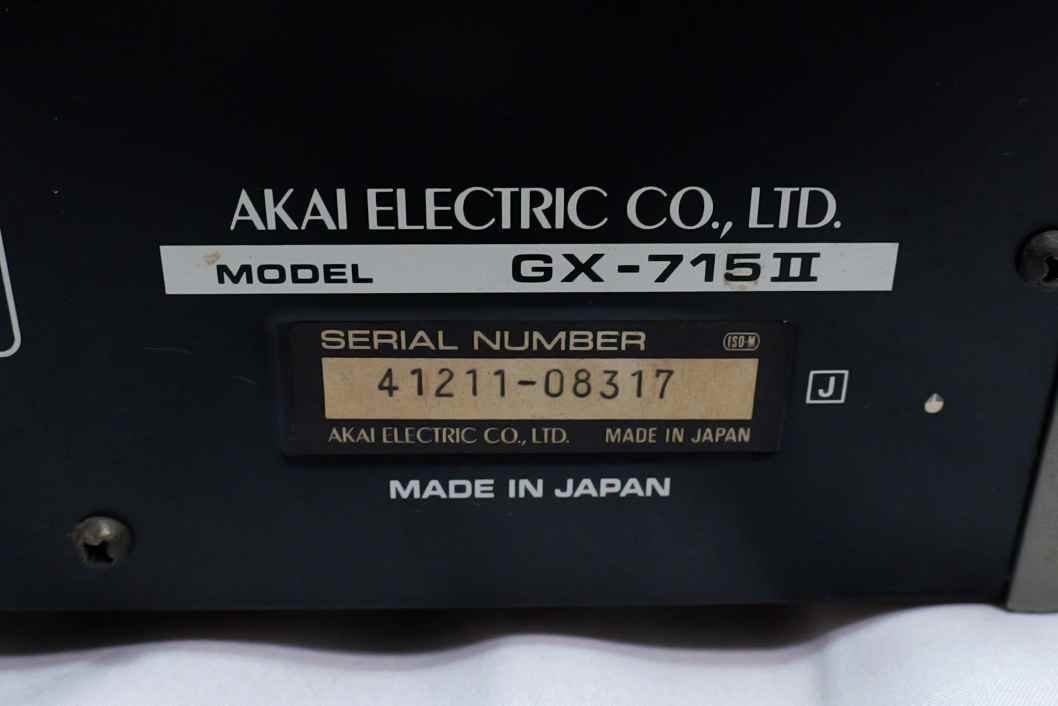 AKAI ELECTRIC CO., LTD.
MODEL GX-715II
SERIAL NUMBER ISO-M
41211-08317
J
AKAI ELECTRIC CO., LTD. MADE IN JAPAN
MADE IN JAPAN